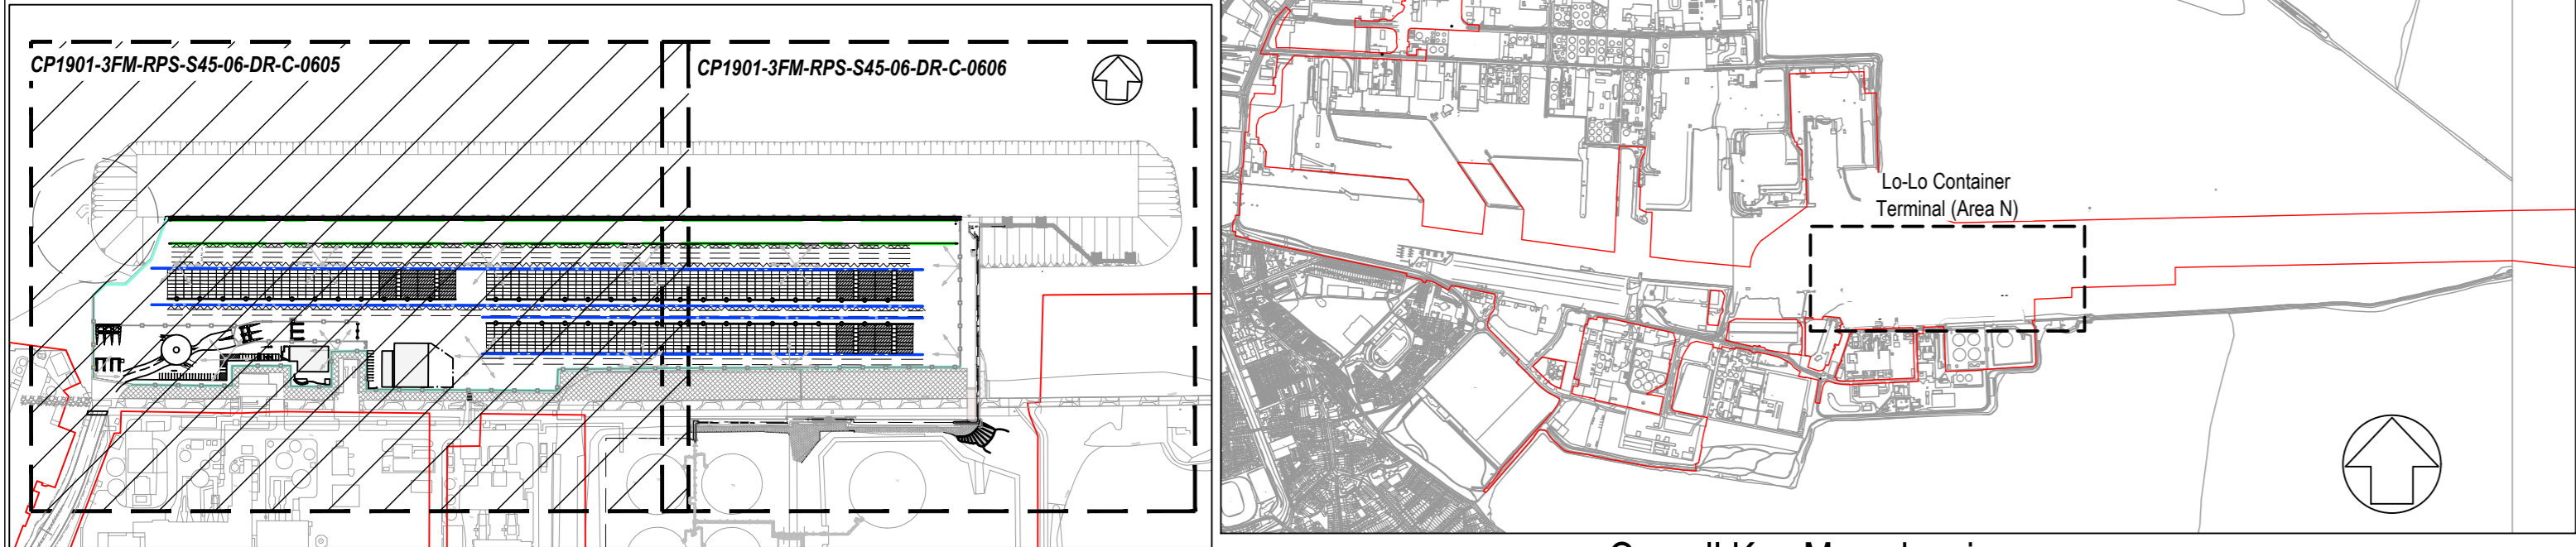 CP1901-3FM-RPS-S45-06-DR-C-0605
CP1901-3FM-RPS-S45-06-DR-C-0606
Lo-Lo Container
Terminal (Area N)